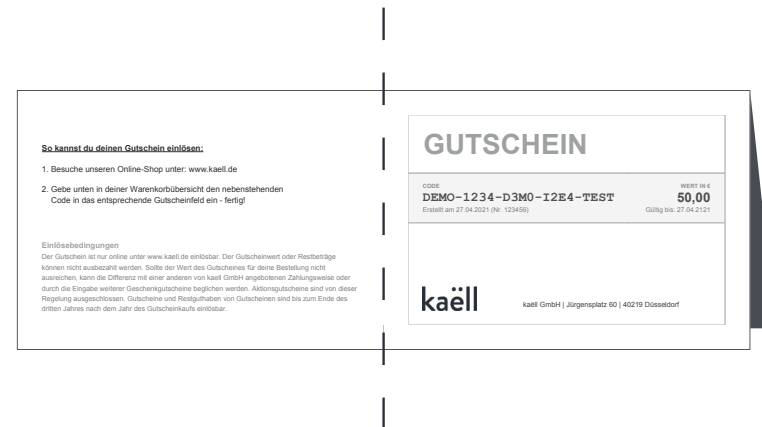 So kannst du deinen Gutschein einlösen:
1. Besuche unseren Online-Shop unter: www.kaell.de
2. Gebe unten in deiner Warenkorbübersicht den nebenstehenden
Code in das entsprechende Gutscheinfeld ein - fertig!
Einlösebedingungen
Der Gutschein ist nur online unter www.kaell.de einlösbar. Der Gutscheinwert oder Restbeträge
können nicht ausbezahlt werden. Sollte der Wert des Gutscheines für deine Bestellung nicht
ausreichen, kann die Differenz mit einer anderen von kaell GmbH angebotenen Zahlungsweise oder
durch die Eingabe weiterer Geschenkgutscheine beglichen werden. Aktionsgutscheine sind von dieser
Regelung ausgeschlossen. Gutscheine und Restguthaben von Gutscheinen sind bis zum Ende des
dritten Jahres nach dem Jahr des Gutscheinkaufs einlösbar.
GUTSCHEIN
CODE
DEMO-1234-D3M0-I2E4-TEST
Erstellt am 27.04.2021 (Nr. 123456)
WERT IN €
50,00
Gültig bis: 27.04.2121
kaëll
kaëll GmbH | Jürgensplatz 60 | 40219 Düsseldorf